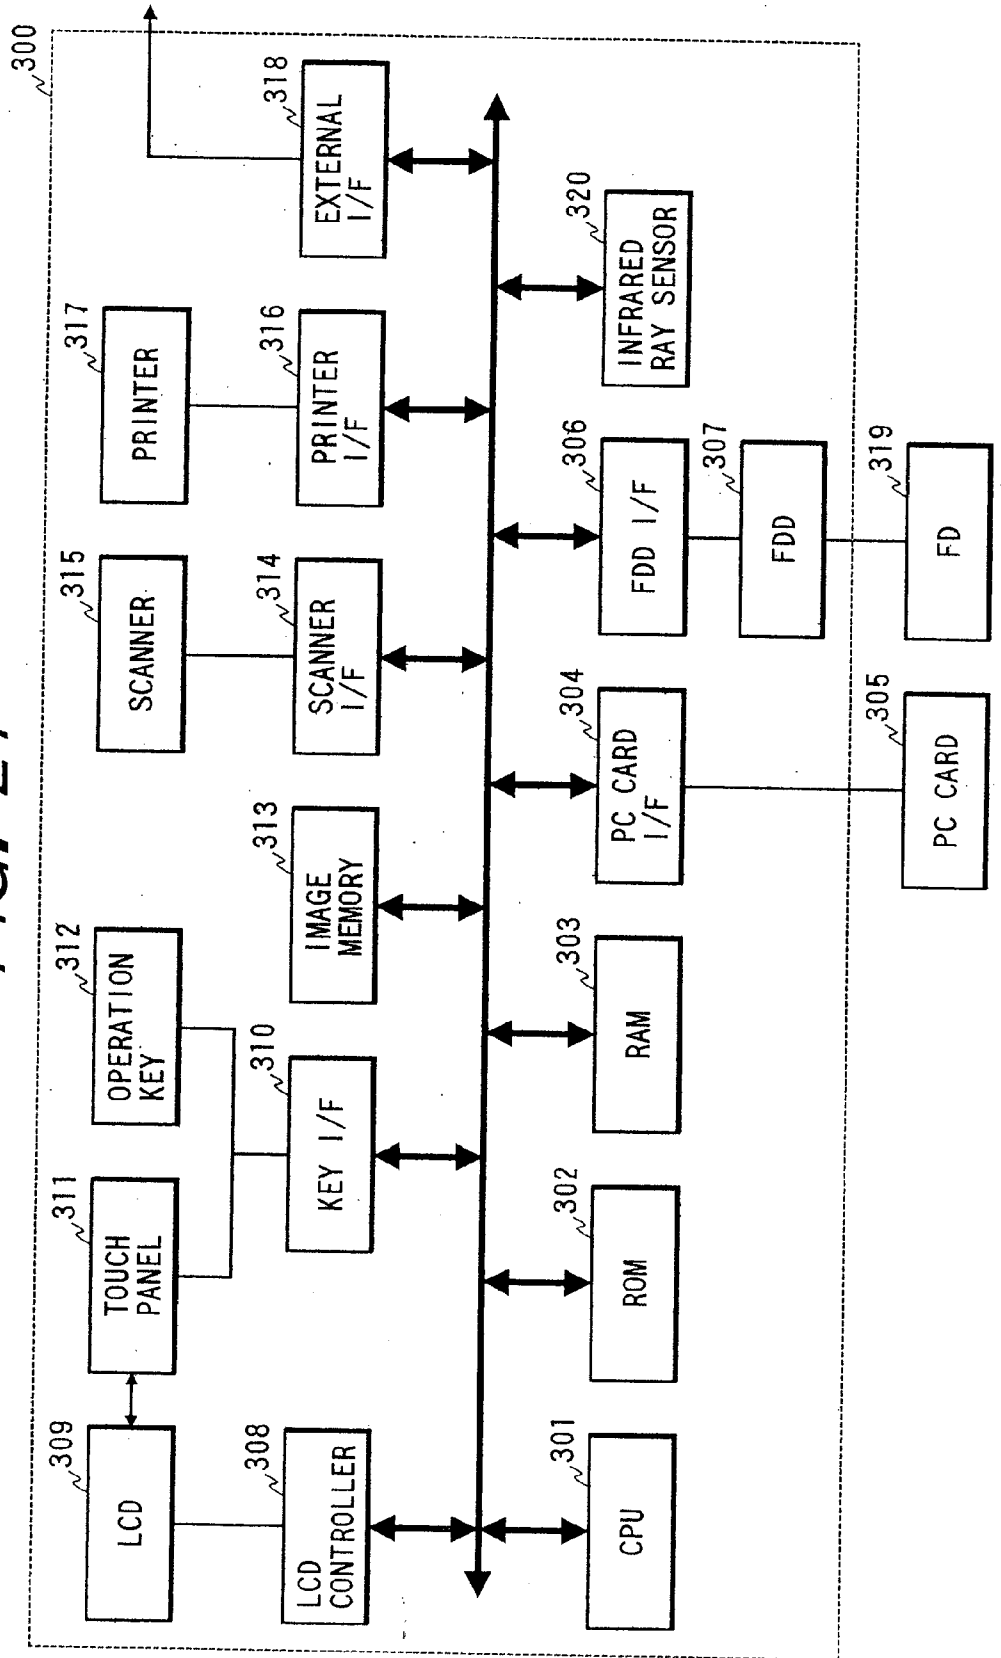 300
309
LCD
311
TOUCH
PANEL
312
OPERATION
KEY
315
SCANNER
317
PRINTER
308
LCD
CONTROLLER
310
KEY I/F
313
IMAGE
MEMORY
314
SCANNER
I/F
316
PRINTER
I/F
318
EXTERNAL
I/F
301
CPU
302
ROM
303
RAM
304
PC CARD
I/F
306
FDD I/F
320
INFRARED
RAY SENSOR
307
FDD
305
PC CARD
319
FD